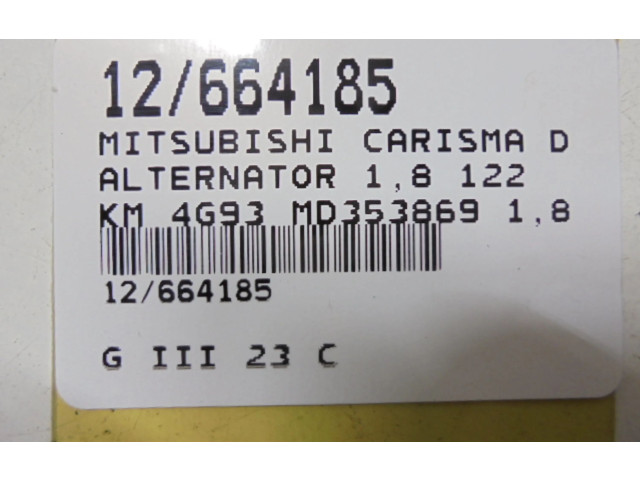 12/664185
MITSUBISHI CARISMA D
ALTERNATOR 1,8 122
KM 4G93 MD353869 1,8
12/664185
G III 23 C